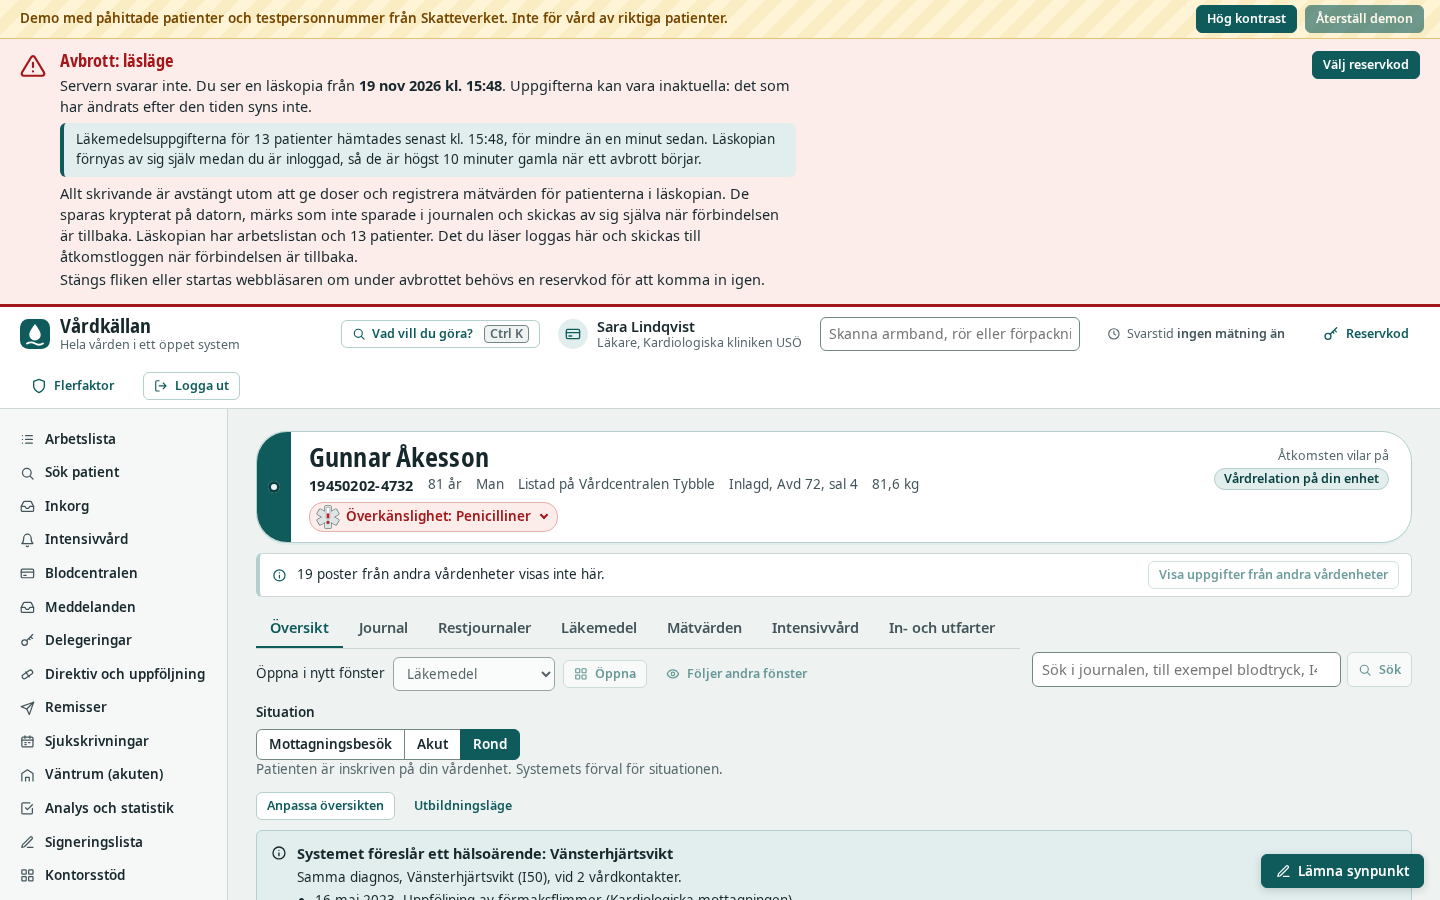 Demo med påhittade patienter och testpersonnummer från Skatteverket. Inte för vård av riktiga patienter.
Hög kontrast
Återställ demon
Avbrott: läsläge
Välj reservkod
Servern svarar inte. Du ser en läskopia från 19 nov 2026 kl. 15:48. Uppgifterna kan vara inaktuella: det som
har ändrats efter den tiden syns inte.
Läkemedelsuppgifterna för 13 patienter hämtades senast kl. 15:48, för mindre än en minut sedan. Läskopian
förnyas av sig själv medan du är inloggad, så de är högst 10 minuter gamla när ett avbrott börjar.
Allt skrivande är avstängt utom att ge doser och registrera mätvärden för patienterna i läskopian. De
sparas krypterat på datorn, märks som inte sparade i journalen och skickas av sig själva när förbindelsen
är tillbaka. Läskopian har arbetslistan och 13 patienter. Det du läser loggas här och skickas till
åtkomstloggen när förbindelsen är tillbaka.
Stängs fliken eller startas webbläsaren om under avbrottet behövs en reservkod för att komma in igen.
Vårdkällan
Hela vården i ett öppet system
Vad vill du göra? Ctrl K
Sara Lindqvist
Läkare, Kardiologiska kliniken USÖ
Skanna armband, rör eller förpackni
Svarstid ingen mätning än
Reservkod
Flerfaktor
Logga ut
Arbetslista
Sök patient
Inkorg
Intensivvård
Blodcentralen
Meddelanden
Delegeringar
Direktiv och uppföljning
Remisser
Sjukskrivningar
Väntrum (akuten)
Analys och statistik
Signeringslista
Kontorsstöd
Gunnar Åkesson
19450202-4732 81 år Man Listad på Vårdcentralen Tybble Inlagd, Avd 72, sal 4 81,6 kg
Överkänslighet: Penicilliner
Åtkomsten vilar på
Vårdrelation på din enhet
19 poster från andra vårdenheter visas inte här.
Visa uppgifter från andra vårdenheter
Översikt Journal Restjournaler Läkemedel Mätvärden Intensivvård In- och utfarter
Öppna i nytt fönster Läkemedel Öppna Följer andra fönster
Sök i journalen, till exempel blodtryck, I4 Sök
Situation
Mottagningsbesök Akut Rond
Patienten är inskriven på din vårdenhet. Systemets förval för situationen.
Anpassa översikten Utbildningsläge
Systemet föreslår ett hälsoärende: Vänsterhjärtsvikt
Samma diagnos, Vänsterhjärtsvikt (I50), vid 2 vårdkontakter.
16 maj 2023, Uppföljning av förmaksflimmer (Kardiologiska mottagningen)
Lämna synpunkt